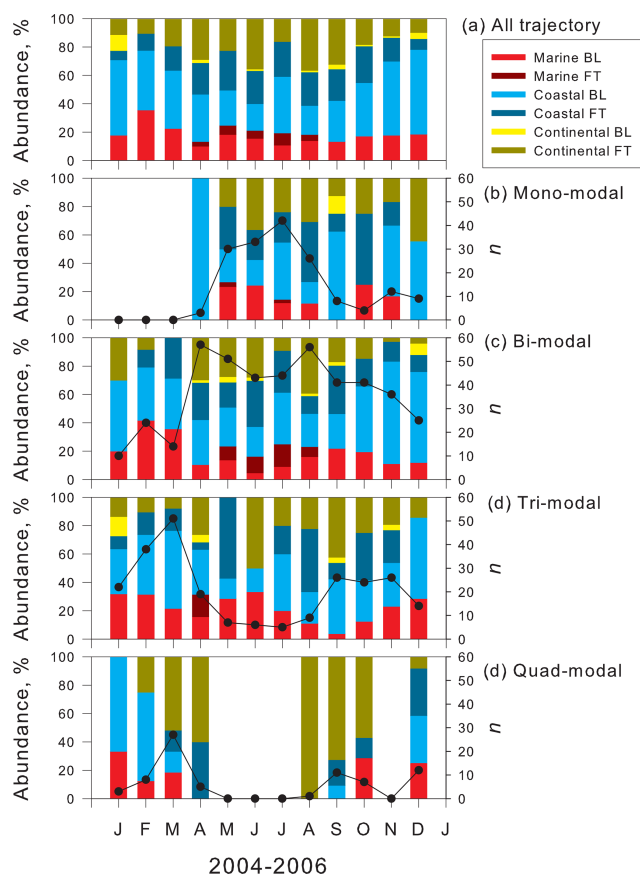 (a) All trajectory
Abundance, %
100
80
60
40
20
0
Marine BL
Marine FT
Coastal BL
Coastal FT
Continental BL
Continental FT
(b) Mono-modal
Abundance, %
100
80
60
40
20
0
60
50
40
30
20
10
0
n
(c) Bi-modal
Abundance, %
100
80
60
40
20
0
60
50
40
30
20
10
0
n
(d) Tri-modal
Abundance, %
100
80
60
40
20
0
60
50
40
30
20
10
0
n
(d) Quad-modal
Abundance, %
100
80
60
40
20
0
60
50
40
30
20
10
0
n
J F M A M J J A S O N D J
2004-2006